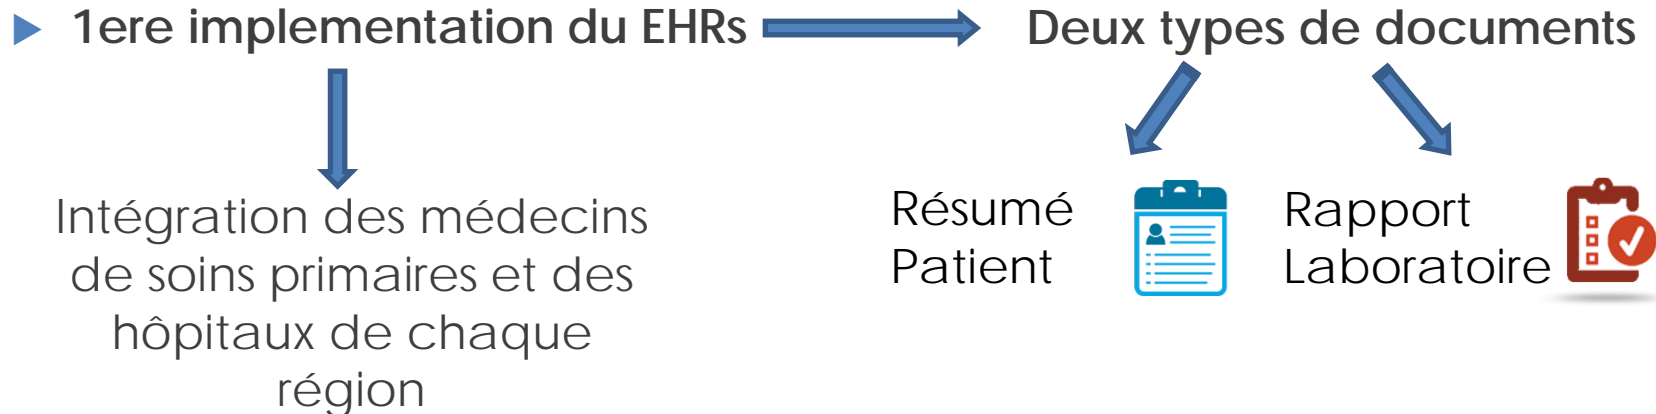 1ere implementation du EHRs
Deux types de documents
Intégration des médecins
de soins primaires et des
hôpitaux de chaque
région
Résumé
Patient
Rapport
Laboratoire